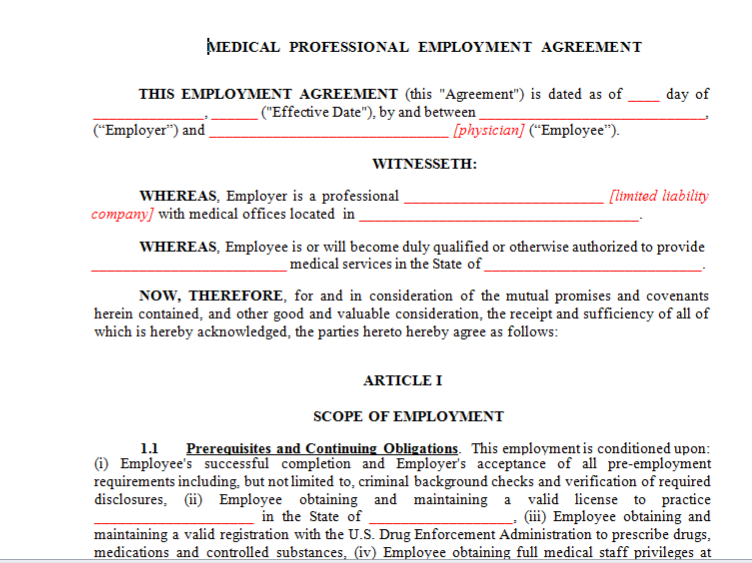 MEDICAL PROFESSIONAL EMPLOYMENT AGREEMENT
THIS EMPLOYMENT AGREEMENT (this "Agreement") is dated as of ____ day of
______________, ______ ("Effective Date"), by and between _____________________________,
(“Employer”) and ______________________________ [physician] (“Employee”).
WITNESSETH:
WHEREAS, Employer is a professional _________________________ [limited liability
company] with medical offices located in ___________________________________.
WHEREAS, Employee is or will become duly qualified or otherwise authorized to provide
_________________________ medical services in the State of ____________________________.
NOW, THEREFORE, for and in consideration of the mutual promises and covenants
herein contained, and other good and valuable consideration, the receipt and sufficiency of all of
which is hereby acknowledged, the parties hereto hereby agree as follows:
ARTICLE I
SCOPE OF EMPLOYMENT
1.1 Prerequisites and Continuing Obligations. This employment is conditioned upon:
(i) Employee's successful completion and Employer's acceptance of all pre-employment
requirements including, but not limited to, criminal background checks and verification of required
disclosures, (ii) Employee obtaining and maintaining a valid license to practice
____________________ in the State of __________________, (iii) Employee obtaining and
maintaining a valid registration with the U.S. Drug Enforcement Administration to prescribe drugs,
medications and controlled substances, (iv) Employee obtaining full medical staff privileges at